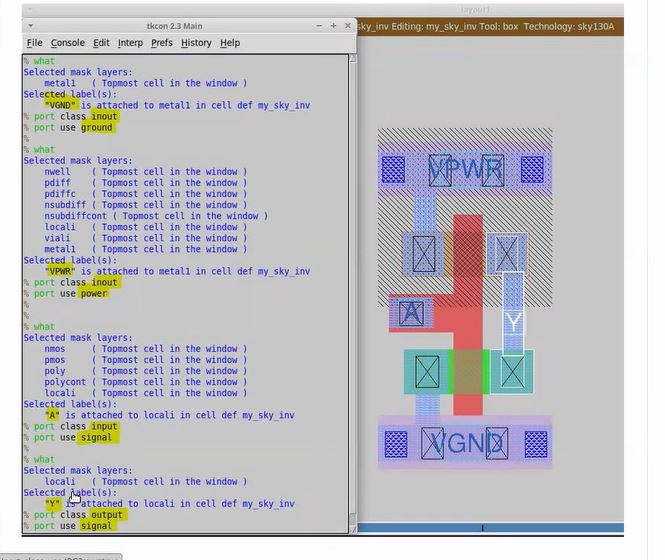 layout1
tkcon 2.3 Main
sky_inv Editing: my_sky_inv Tool: box Technology: sky130A
File Console Edit Interp Prefs History Help
% what
Selected mask layers:
metal1 ( Topmost cell in the window )
Selected label(s):
"VGND" is attached to metal1 in cell def my_sky_inv
% port class inout
% port use ground
%
% what
Selected mask layers:
nwell ( Topmost cell in the window )
pdiff ( Topmost cell in the window )
pdiffc ( Topmost cell in the window )
nsubdiff ( Topmost cell in the window )
nsubdiffcont ( Topmost cell in the window )
locali ( Topmost cell in the window )
viali ( Topmost cell in the window )
metal1 ( Topmost cell in the window )
Selected label(s):
"VPWR" is attached to metal1 in cell def my_sky_inv
% port class inout
% port use power
%
%
% what
Selected mask layers:
nmos ( Topmost cell in the window )
pmos ( Topmost cell in the window )
poly ( Topmost cell in the window )
polycont ( Topmost cell in the window )
locali ( Topmost cell in the window )
Selected label(s):
"A" is attached to locali in cell def my_sky_inv
% port class input
% port use signal
%
% what
Selected mask layers:
locali ( Topmost cell in the window )
Selected label(s):
"Y" is attached to locali in cell def my_sky_inv
% port class output
% port use signal
VPWR
A
Y
VGND